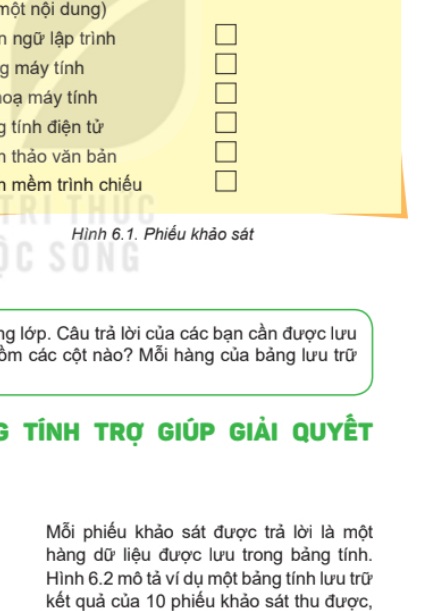 một nội dung)
ngữ lập trình
máy tính
máy tính
tính điện tử
thảo văn bản
mềm trình chiếu
TRI THỨC
SỐNG
Hình 6.1. Phiếu khảo sát
lớp. Câu trả lời của các bạn cần được lưu
các cột nào? Mỗi hàng của bảng lưu trữ
TÍNH TRỢ GIÚP GIẢI QUYẾT
Mỗi phiếu khảo sát được trả lời là một
hàng dữ liệu được lưu trong bảng tính.
Hình 6.2 mô tả ví dụ một bảng tính lưu trữ
kết quả của 10 phiếu khảo sát thu được,